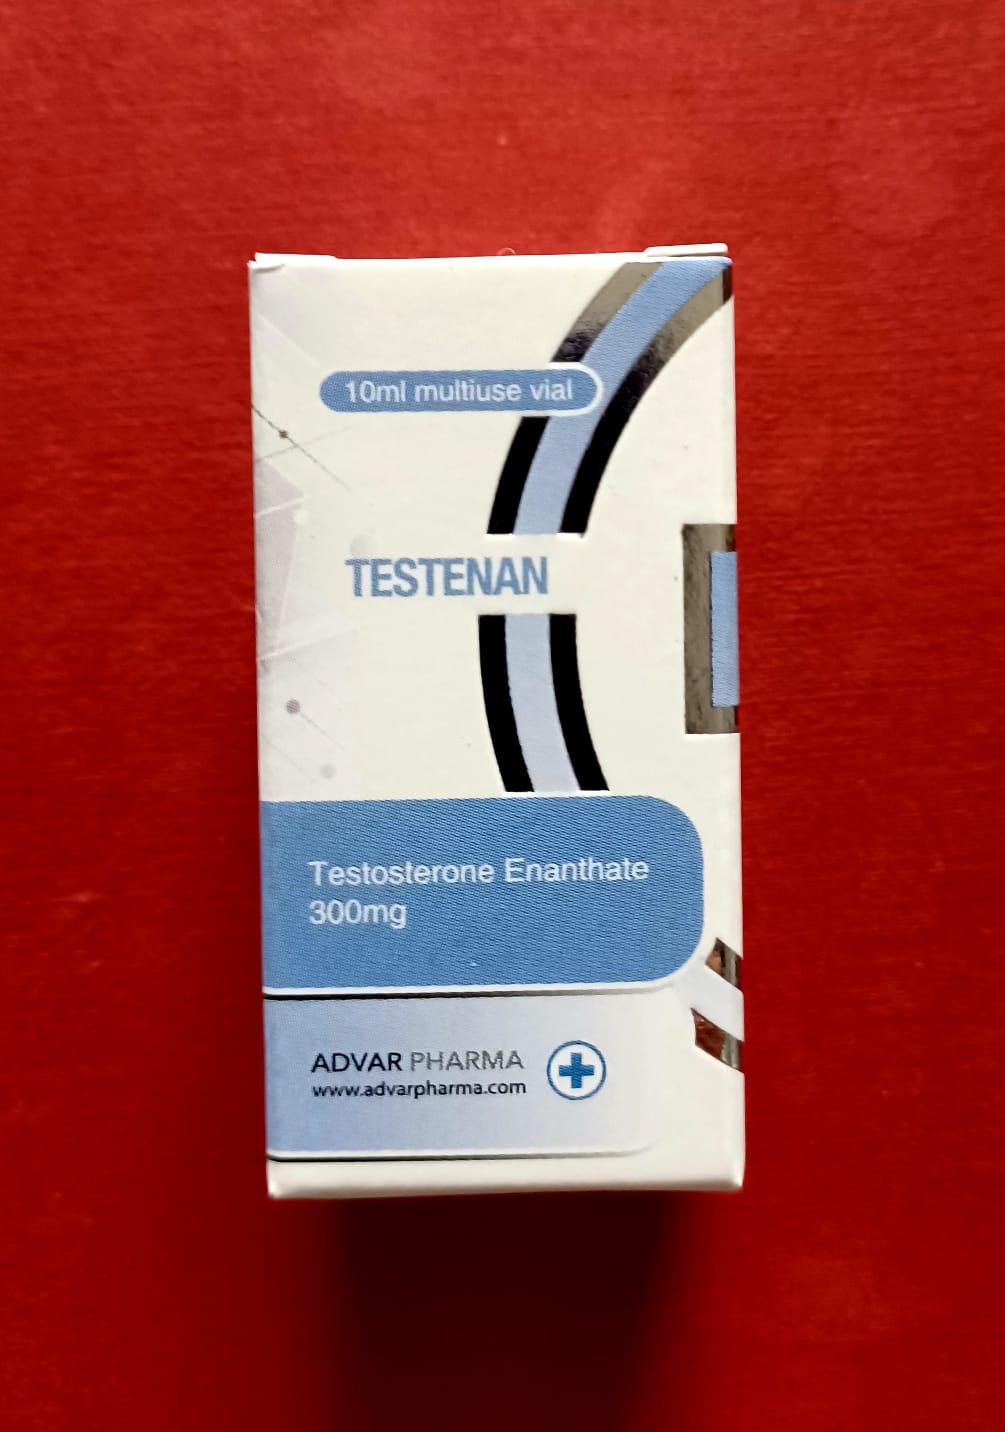 10ml multiuse vial
TESTENAN
Testosterone Enanthate
300mg
ADVAR PHARMA
www.advarpharma.com